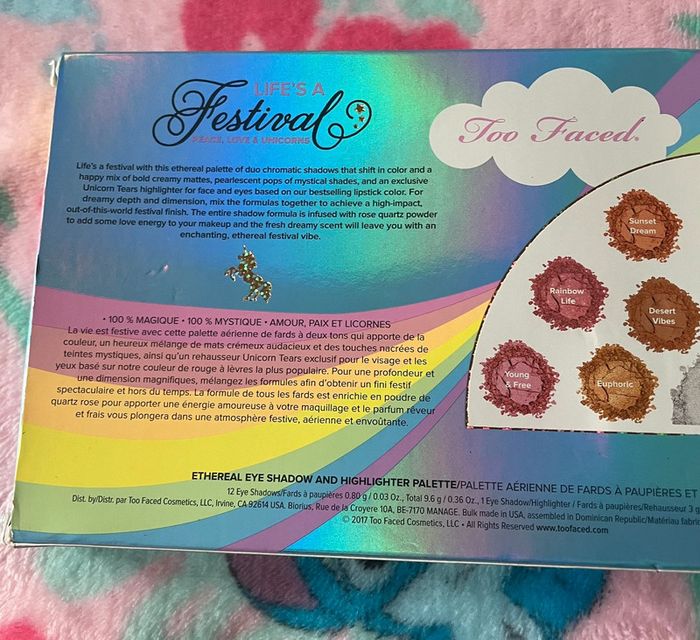 LIFE'S A
Festival
PEACE, LOVE & UNICORNS
Too Faced.
Life's a festival with this ethereal palette of duo chromatic shadows that shift in color and a
happy mix of bold creamy mattes, pearlescent pops of mystical shades, and an exclusive
Unicorn Tears highlighter for face and eyes based on our bestselling lipstick color. For
dreamy depth and dimension, mix the formulas together to achieve a high-impact,
out-of-this-world festival finish. The entire shadow formula is infused with rose quartz powder
to add some love energy to your makeup and the fresh dreamy scent will leave you with an
enchanting, ethereal festival vibe.
Sunset
Dream
Rainbow
Life
Desert
Vibes
Young
& Free
Euphoric
• 100 % MAGIQUE • 100 % MYSTIQUE • AMOUR, PAIX ET LICORNES
La vie est festive avec cette palette aérienne de fards à deux tons qui apporte de la
couleur, un heureux mélange de mats crémeux audacieux et des touches nacrées de
teintes mystiques, ainsi qu'un rehausseur Unicorn Tears exclusif pour le visage et les
yeux basé sur notre couleur de rouge à lèvres la plus populaire. Pour une profondeur et
une dimension magnifiques, mélangez les formules afin d'obtenir un fini festif
spectaculaire et hors du temps. La formule de tous les fards est enrichie en poudre de
quartz rose pour apporter une énergie amoureuse à votre maquillage et le parfum rêveur
et frais vous plongera dans une atmosphère festive, aérienne et envoûtante.
ETHEREAL EYE SHADOW AND HIGHLIGHTER PALETTE/PALETTE AÉRIENNE DE FARDS À PAUPIÈRES ET
12 Eye Shadows/Fards à paupières 0.80 g / 0.03 Oz., Total 9.6 g / 0.36 Oz., 1 Eye Shadow/Highlighter / Fards à paupières/Rehausseur 3 g
Dist. by/Distr. par Too Faced Cosmetics, LLC, Irvine, CA 92614 USA. Biorius, Rue de la Croyere 10A, BE-7170 MANAGE. Bulk made in USA, assembled in Dominican Republic/Matériau fabri
© 2017 Too Faced Cosmetics, LLC • All Rights Reserved www.toofaced.com